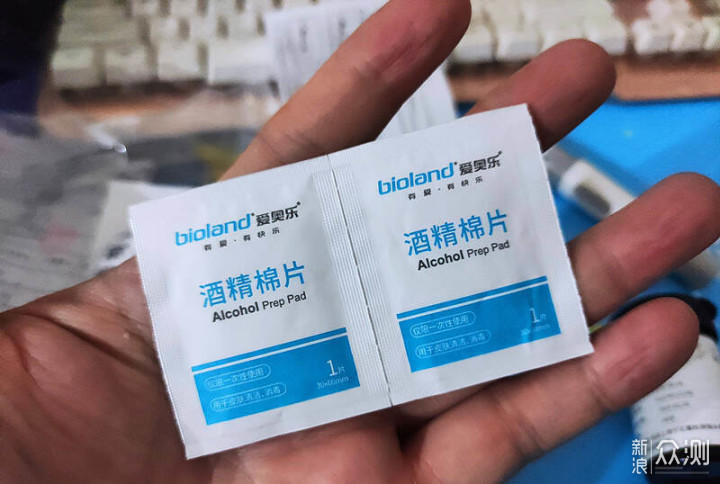 bioland 爱奥乐
有爱·有快乐
酒精棉片
Alcohol Prep Pad
仅限一次性使用
用于皮肤清洁、消毒
1片
30×60mm
bioland 爱奥乐
有爱·有快乐
酒精棉片
Alcohol Prep Pad
仅限一次性使用
用于皮肤清洁、消毒
1片
新浪
众测